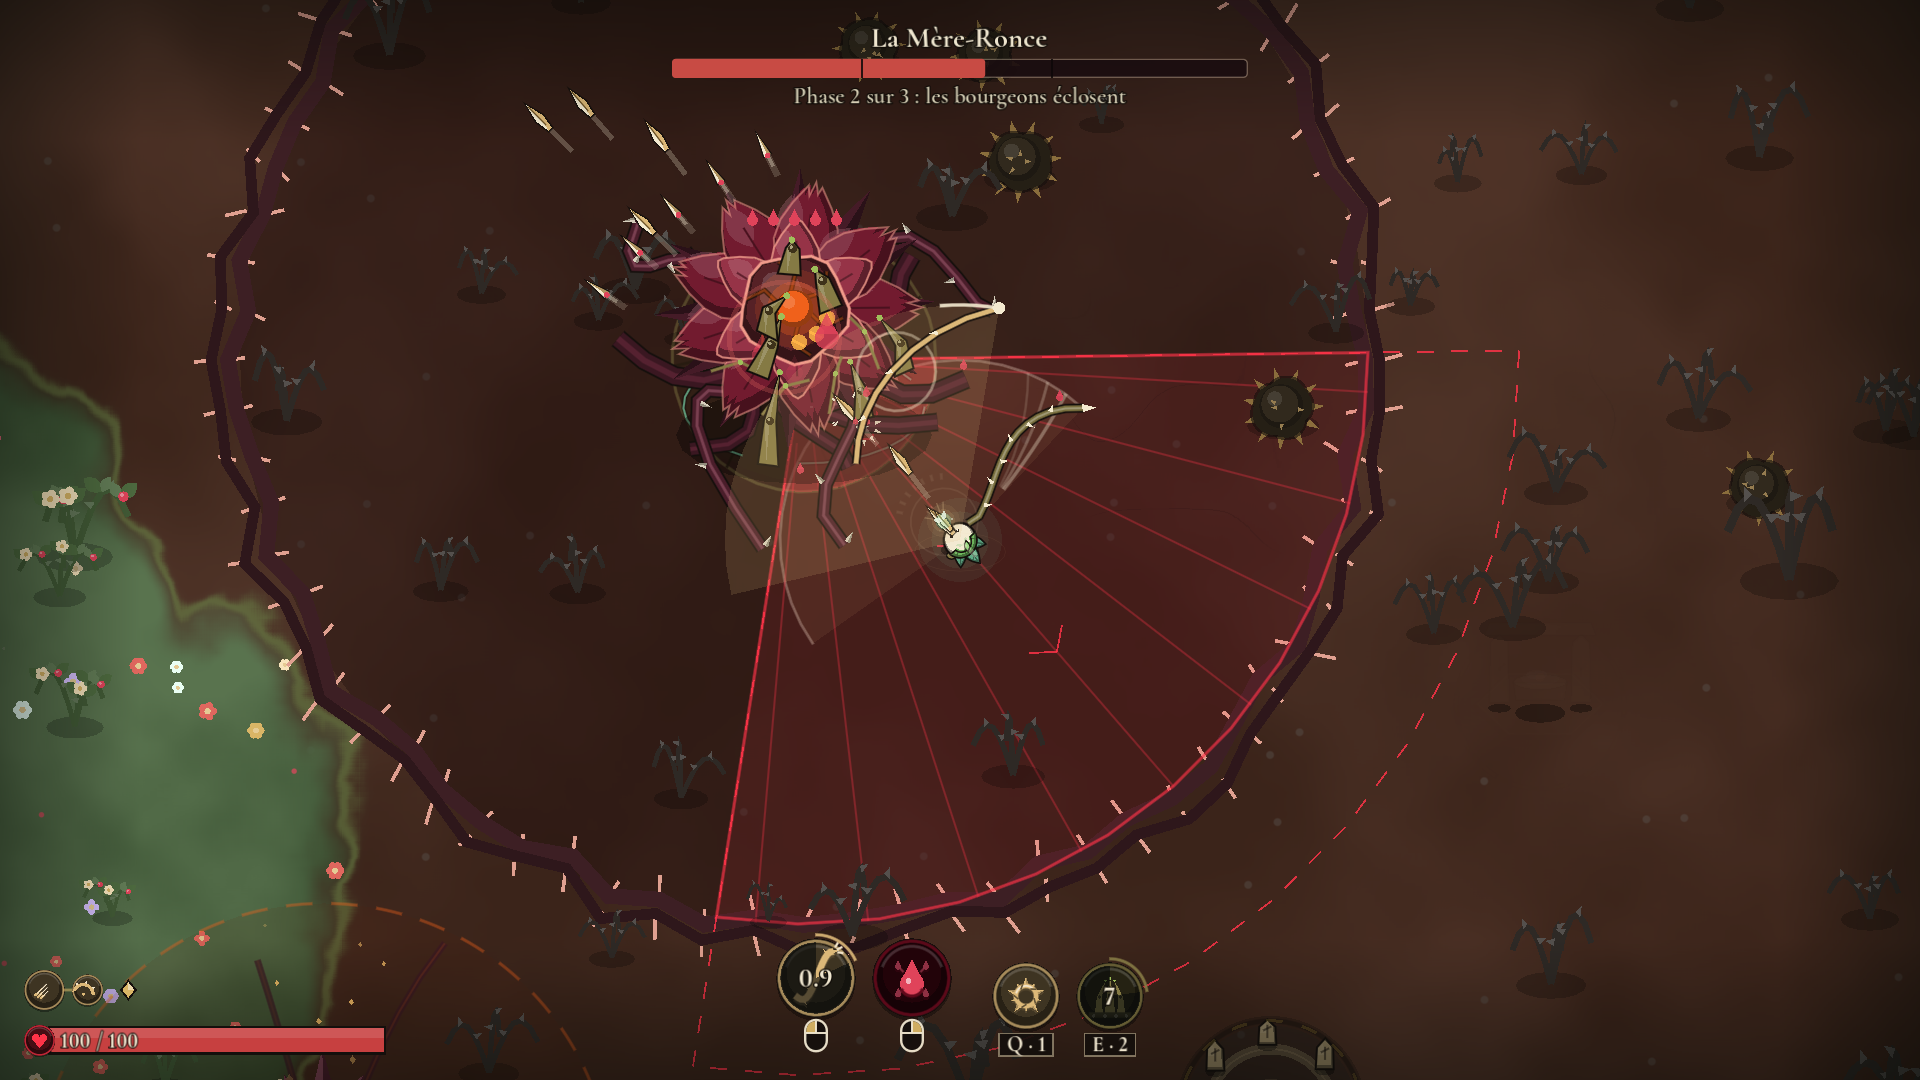 La Mère-Ronce
Phase 2 sur 3 : les bourgeons éclosent
0.9
7
100 / 100
Q · 1
E · 2